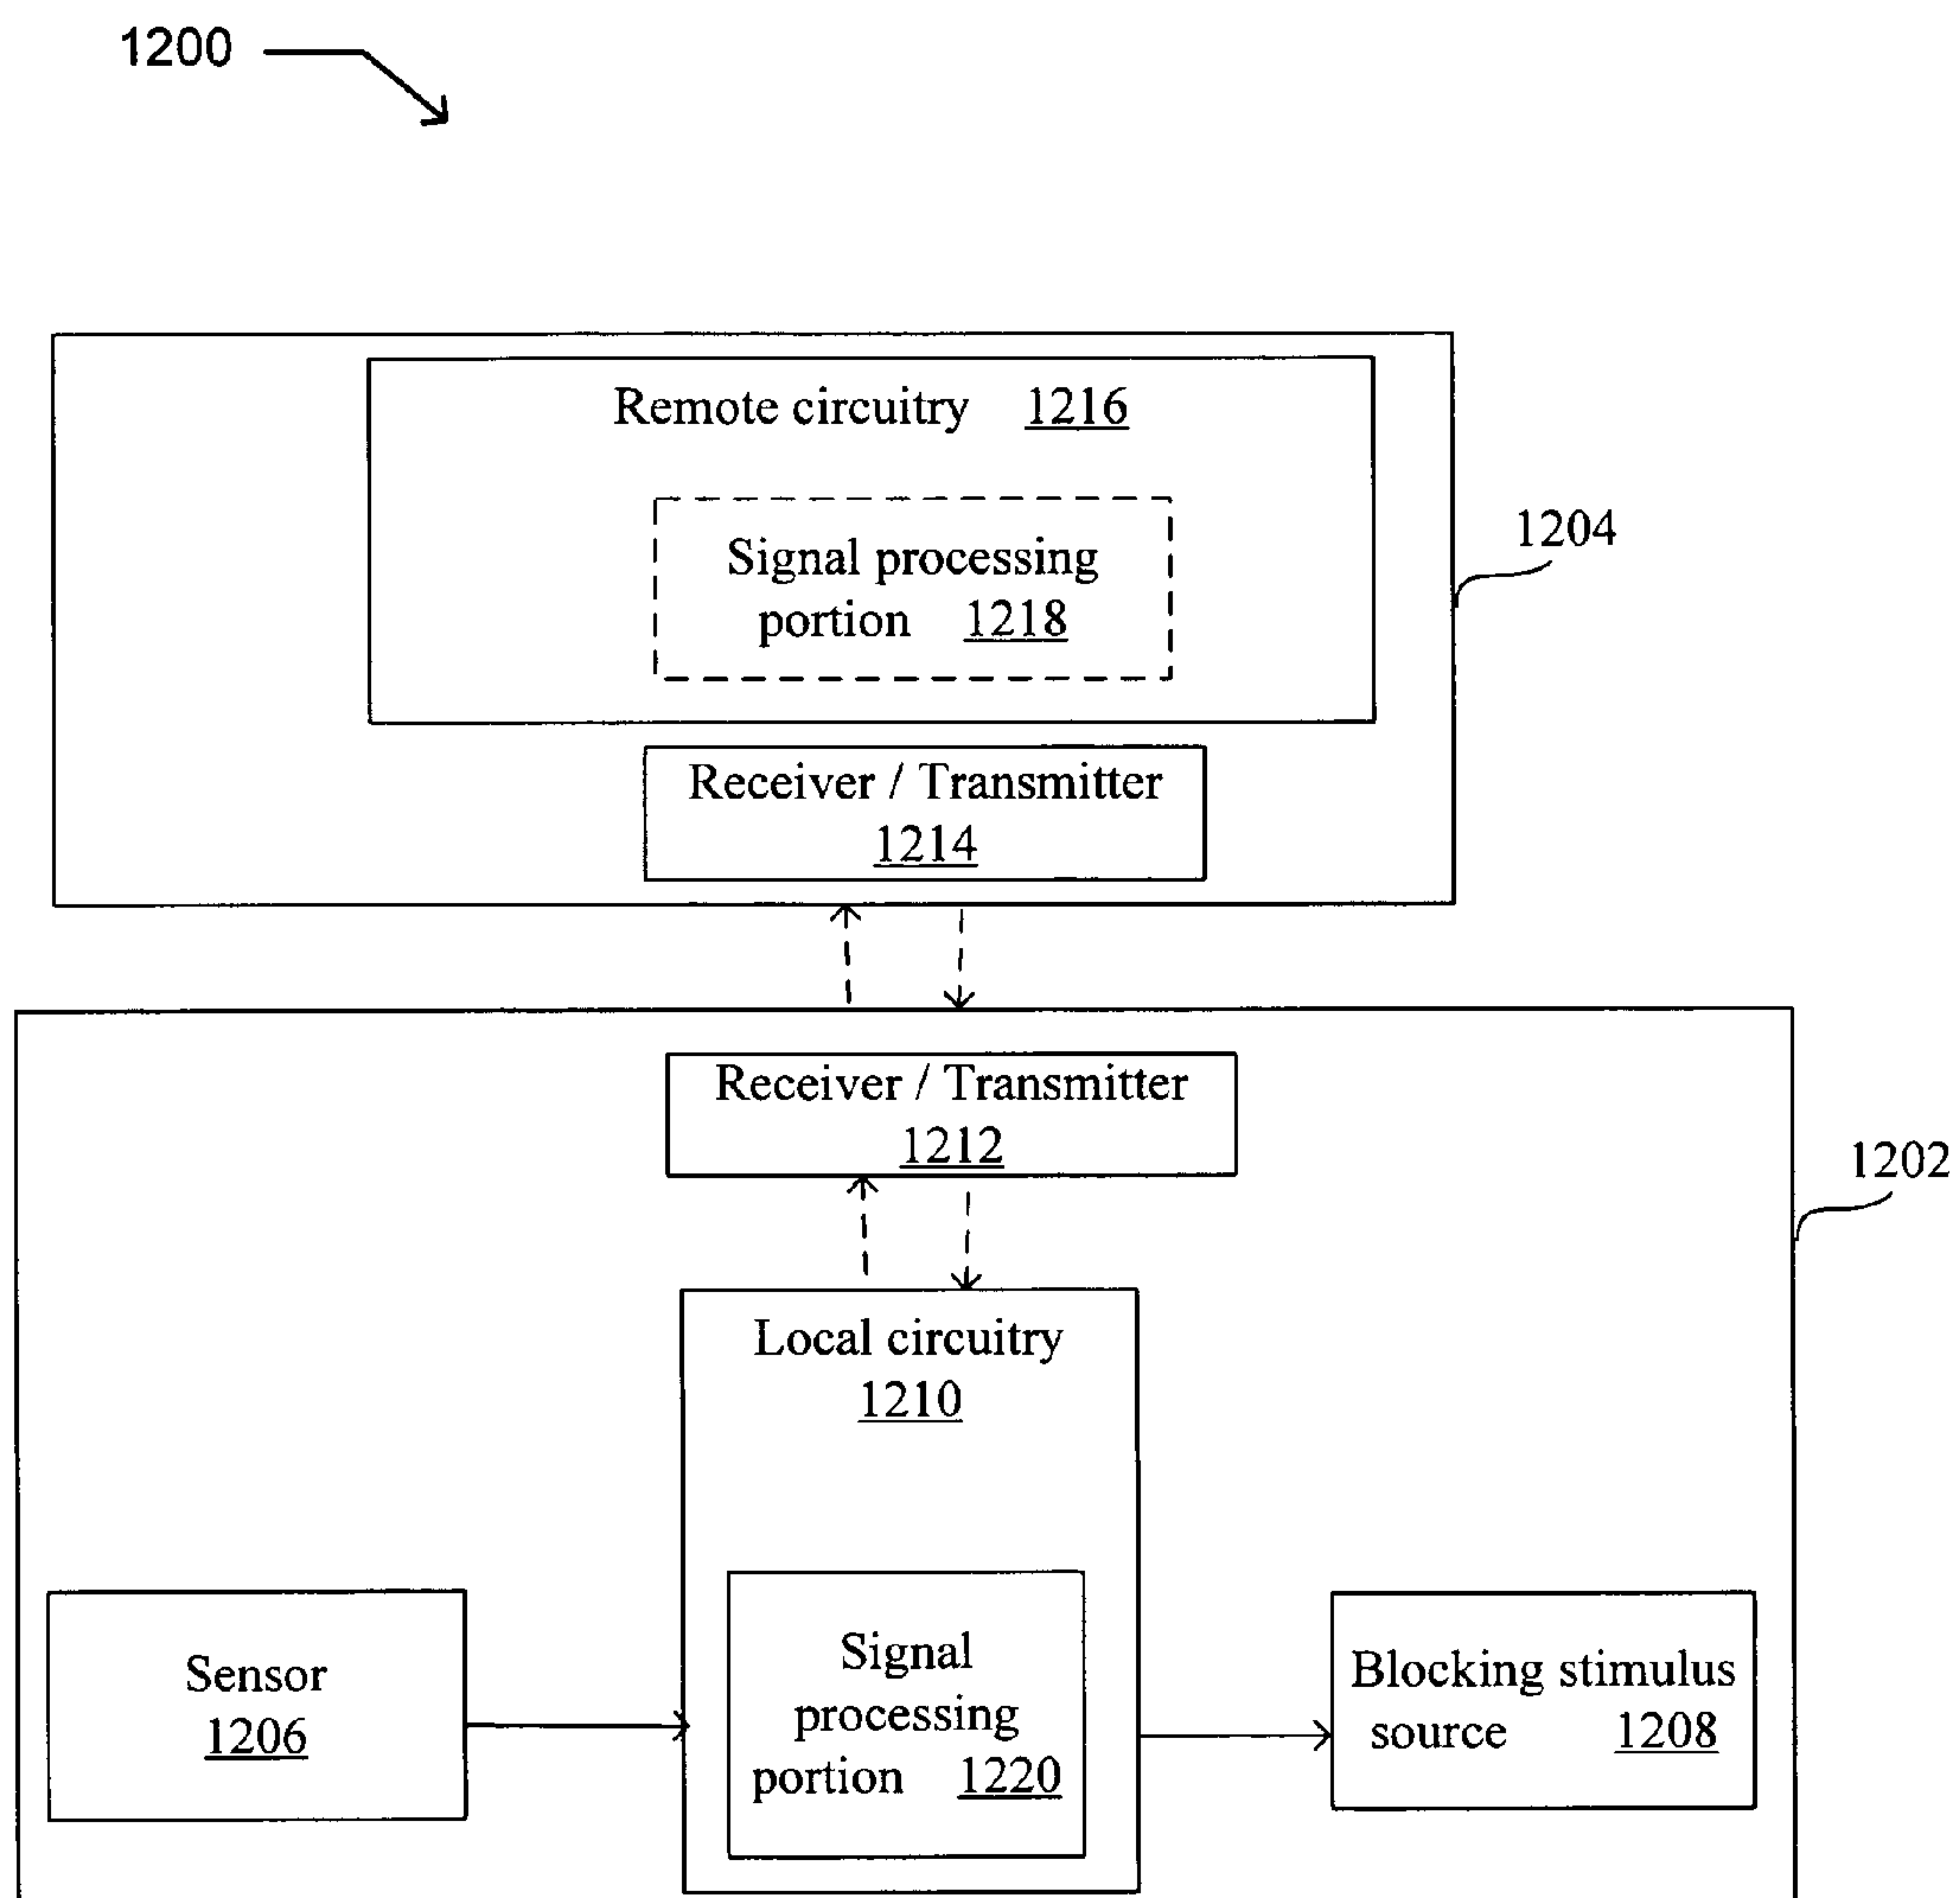 1200
Remote circuitry 1216
Signal processing
portion 1218
1204
Receiver / Transmitter
1214
Receiver / Transmitter
1212
1202
Local circuitry
1210
Sensor
1206
Signal
processing
portion 1220
Blocking stimulus
source 1208